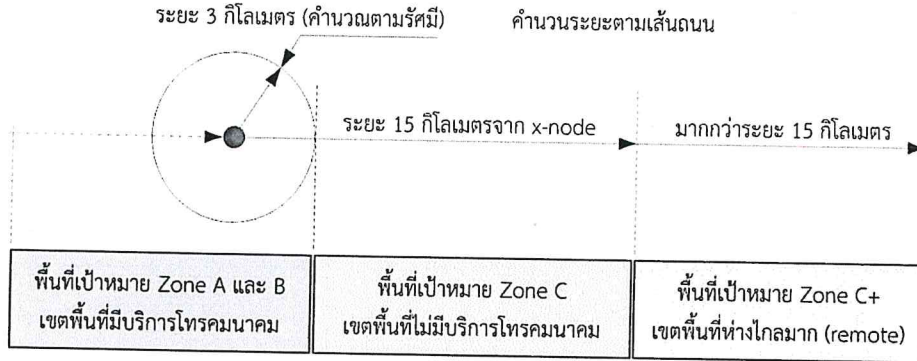 ระยะ 3 กิโลเมตร (คำนวณตามรัศมี)
คำนวนระยะตามเส้นถนน
ระยะ 15 กิโลเมตรจาก x-node
มากกว่าระยะ 15 กิโลเมตร
พื้นที่เป้าหมาย Zone A และ B
เขตพื้นที่มีบริการโทรคมนาคม
พื้นที่เป้าหมาย Zone C
เขตพื้นที่ไม่มีบริการโทรคมนาคม
พื้นที่เป้าหมาย Zone C+
เขตพื้นที่ห่างไกลมาก (remote)